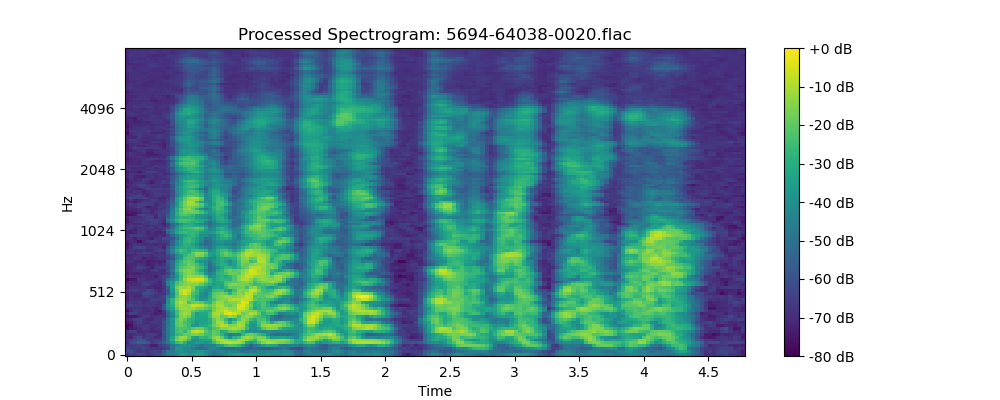 Processed Spectrogram: 5694-64038-0020.flac
Hz
4096
2048
1024
512
0
0 0.5 1 1.5 2 2.5 3 3.5 4 4.5
Time
+0 dB
-10 dB
-20 dB
-30 dB
-40 dB
-50 dB
-60 dB
-70 dB
-80 dB